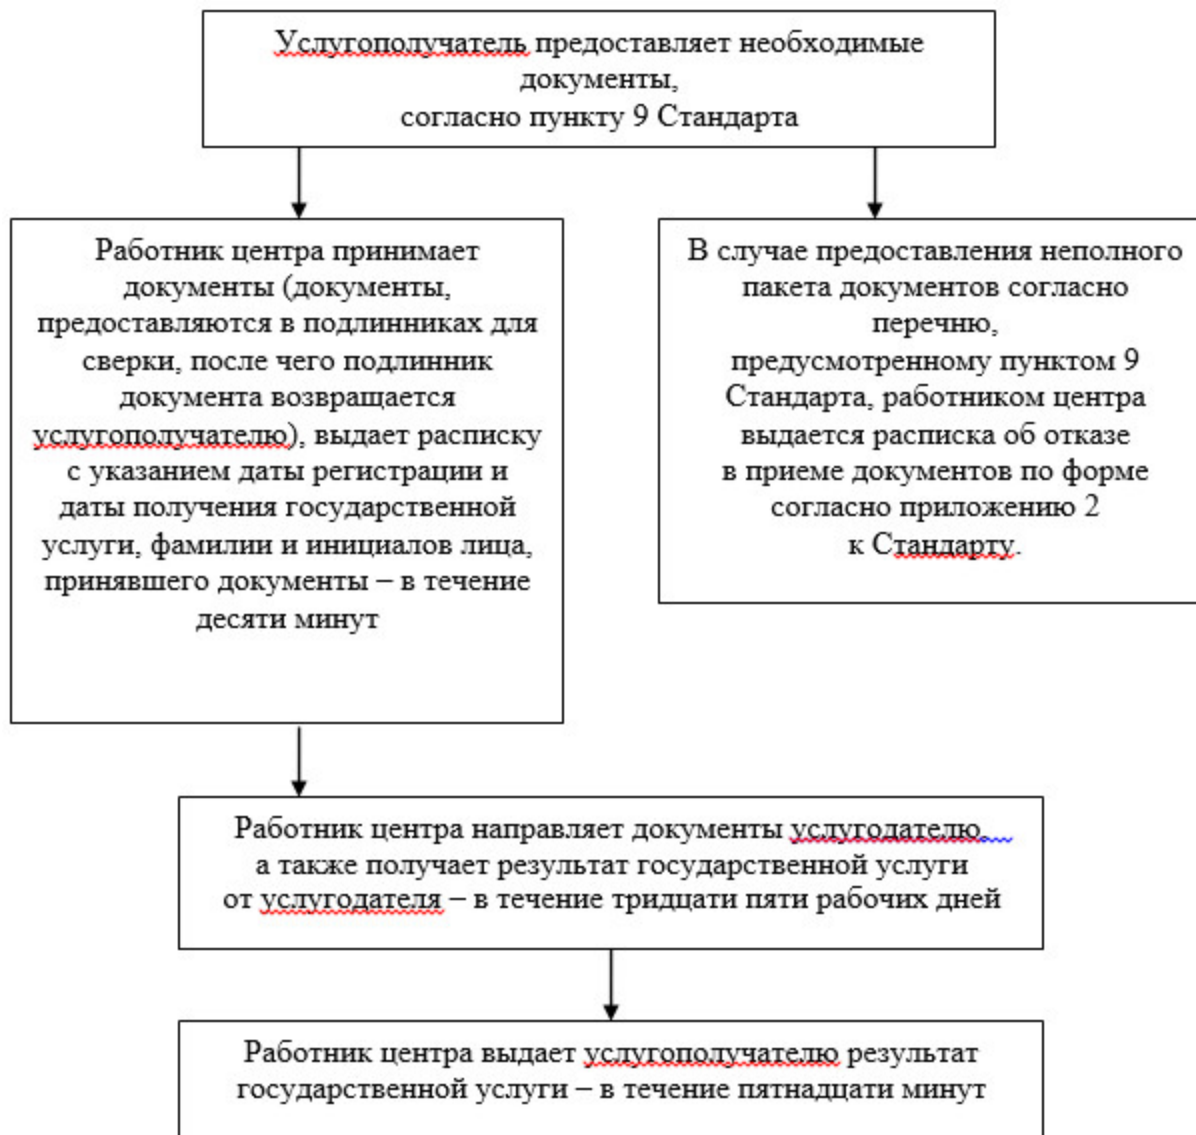 Услугополучатель предоставляет необходимые
документы,
согласно пункту 9 Стандарта
Работник центра принимает
документы (документы,
предоставляются в подлинниках для
сверки, после чего подлинник
документа возвращается
услугополучателю), выдает расписку
с указанием даты регистрации и
даты получения государственной
услуги, фамилии и инициалов лица,
принявшего документы – в течение
десяти минут
В случае предоставления неполного
пакета документов согласно
перечню,
предусмотренному пунктом 9
Стандарта, работником центра
выдается расписка об отказе
в приеме документов по форме
согласно приложению 2
к Стандарту.
Работник центра направляет документы услугодателю,
а также получает результат государственной услуги
от услугодателя – в течение тридцати пяти рабочих дней
Работник центра выдает услугополучателю результат
государственной услуги – в течение пятнадцати минут